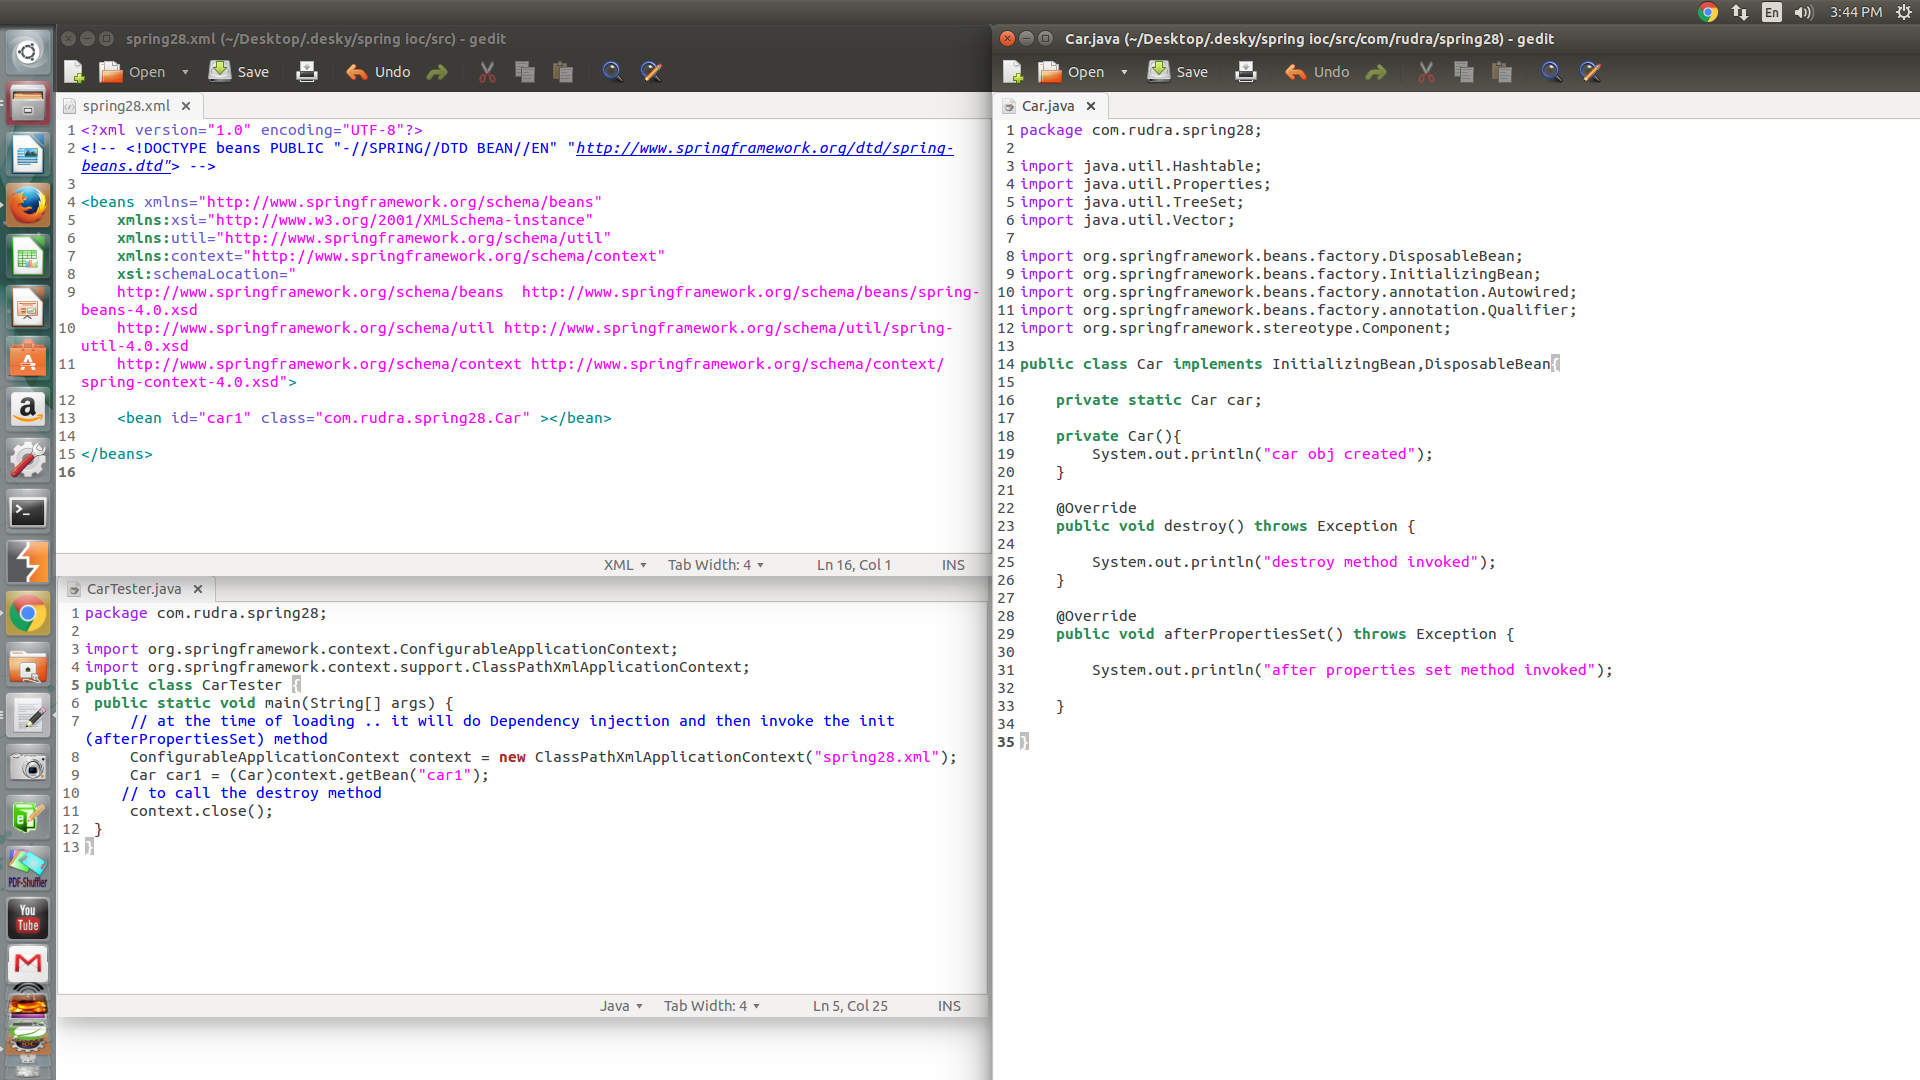 En 3:44 PM
spring28.xml (~/Desktop/.desky/spring ioc/src) - gedit
Open Save Undo
spring28.xml
1 <?xml version="1.0" encoding="UTF-8"?>
2 <!-- <!DOCTYPE beans PUBLIC "-//SPRING//DTD BEAN//EN" "http://www.springframework.org/dtd/spring-
beans.dtd"> -->
3
4 <beans xmlns="http://www.springframework.org/schema/beans"
5 xmlns:xsi="http://www.w3.org/2001/XMLSchema-instance"
6 xmlns:util="http://www.springframework.org/schema/util"
7 xmlns:context="http://www.springframework.org/schema/context"
8 xsi:schemaLocation="
9 http://www.springframework.org/schema/beans  http://www.springframework.org/schema/beans/spring-
beans-4.0.xsd
10 http://www.springframework.org/schema/util http://www.springframework.org/schema/util/spring-
util-4.0.xsd
11 http://www.springframework.org/schema/context http://www.springframework.org/schema/context/
spring-context-4.0.xsd">
12
13 <bean id="car1" class="com.rudra.spring28.Car" ></bean>
14
15 </beans>
16
XML Tab Width: 4 Ln 16, Col 1 INS
CarTester.java
1 package com.rudra.spring28;
2
3 import org.springframework.context.ConfigurableApplicationContext;
4 import org.springframework.context.support.ClassPathXmlApplicationContext;
5 public class CarTester {
6 public static void main(String[] args) {
7 // at the time of loading .. it will do Dependency injection and then invoke the init
(afterPropertiesSet) method
8 ConfigurableApplicationContext context = new ClassPathXmlApplicationContext("spring28.xml");
9 Car car1 = (Car)context.getBean("car1");
10 // to call the destroy method
11 context.close();
12 }
13 }
Java Tab Width: 4 Ln 5, Col 25 INS
Car.java (~/Desktop/.desky/spring ioc/src/com/rudra/spring28) - gedit
Open Save Undo
Car.java
1 package com.rudra.spring28;
2
3 import java.util.Hashtable;
4 import java.util.Properties;
5 import java.util.TreeSet;
6 import java.util.Vector;
7
8 import org.springframework.beans.factory.DisposableBean;
9 import org.springframework.beans.factory.InitializingBean;
10 import org.springframework.beans.factory.annotation.Autowired;
11 import org.springframework.beans.factory.annotation.Qualifier;
12 import org.springframework.stereotype.Component;
13
14 public class Car implements InitializingBean,DisposableBean{
15
16 private static Car car;
17
18 private Car(){
19 System.out.println("car obj created");
20 }
21
22 @Override
23 public void destroy() throws Exception {
24
25 System.out.println("destroy method invoked");
26 }
27
28 @Override
29 public void afterPropertiesSet() throws Exception {
30
31 System.out.println("after properties set method invoked");
32
33 }
34
35 }
PDF-Shuffler
You
Tube